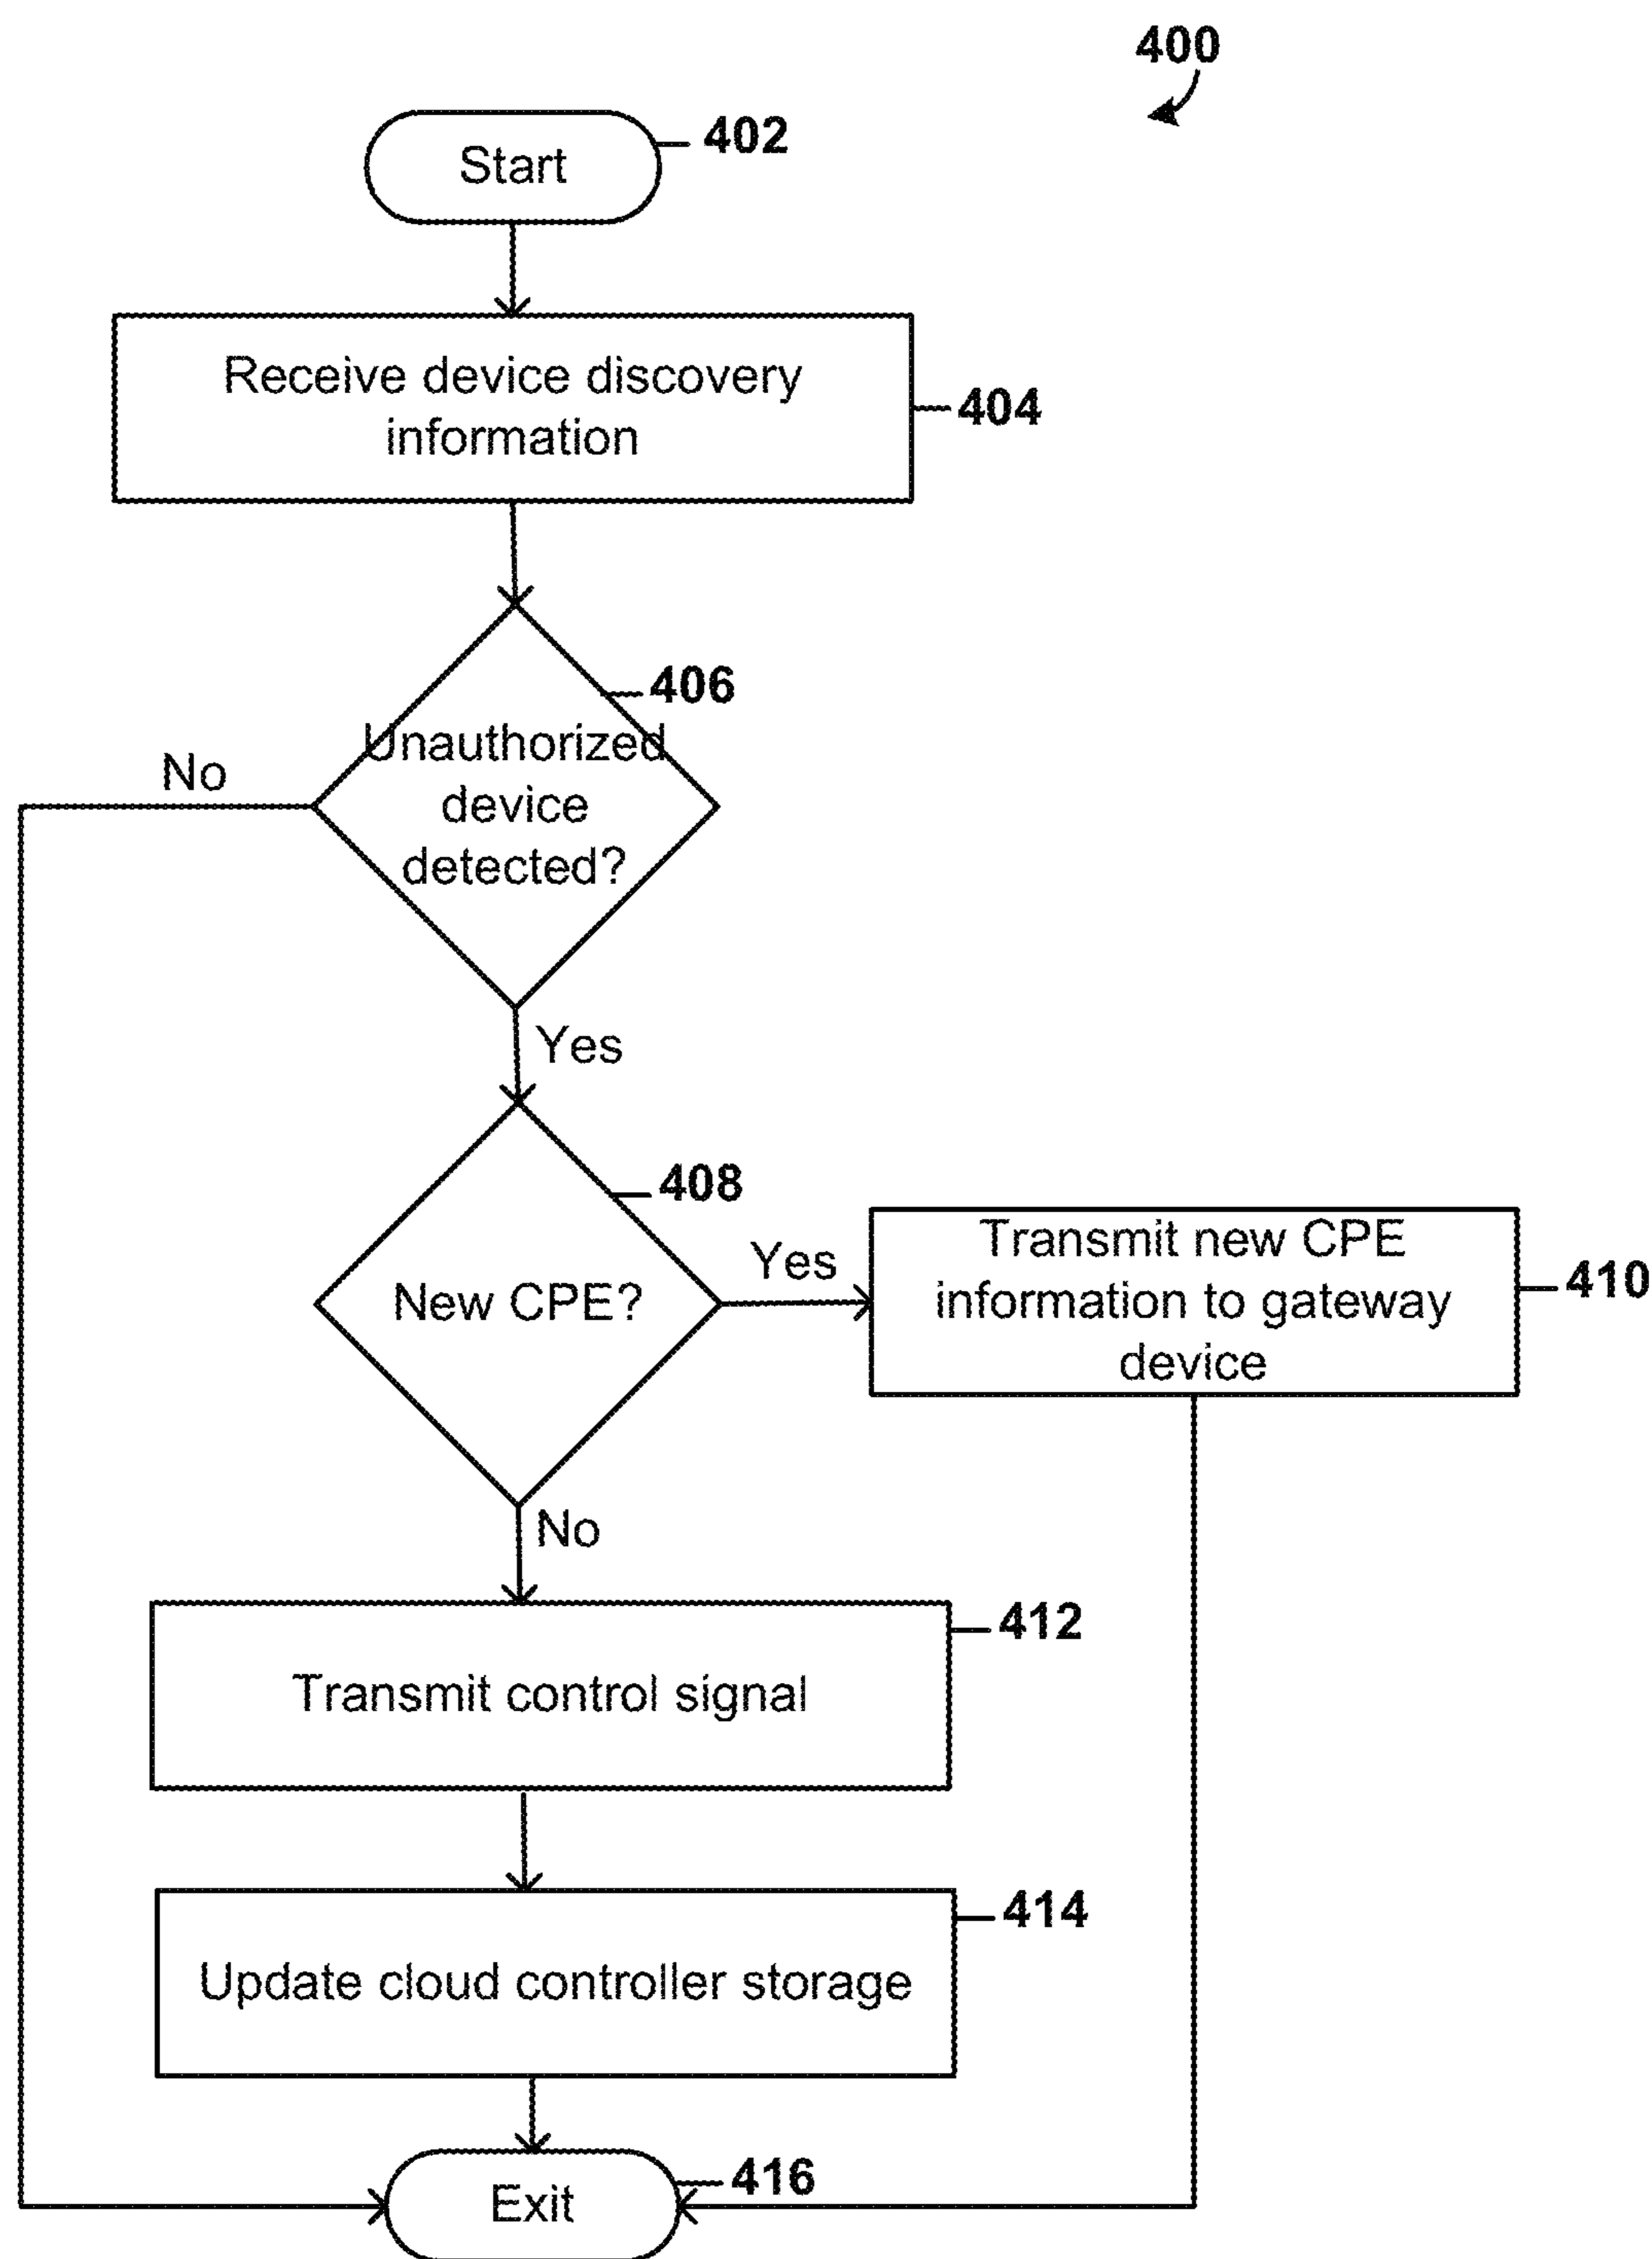 400
Start
402
Receive device discovery
information
404
406
Unauthorized
device
detected?
No
Yes
408
New CPE?
Yes
Transmit new CPE
information to gateway
device
410
No
412
Transmit control signal
414
Update cloud controller storage
416
Exit